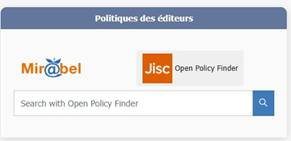 Politiques des éditeurs
Mir@bel
Jisc Open Policy Finder
Search with Open Policy Finder